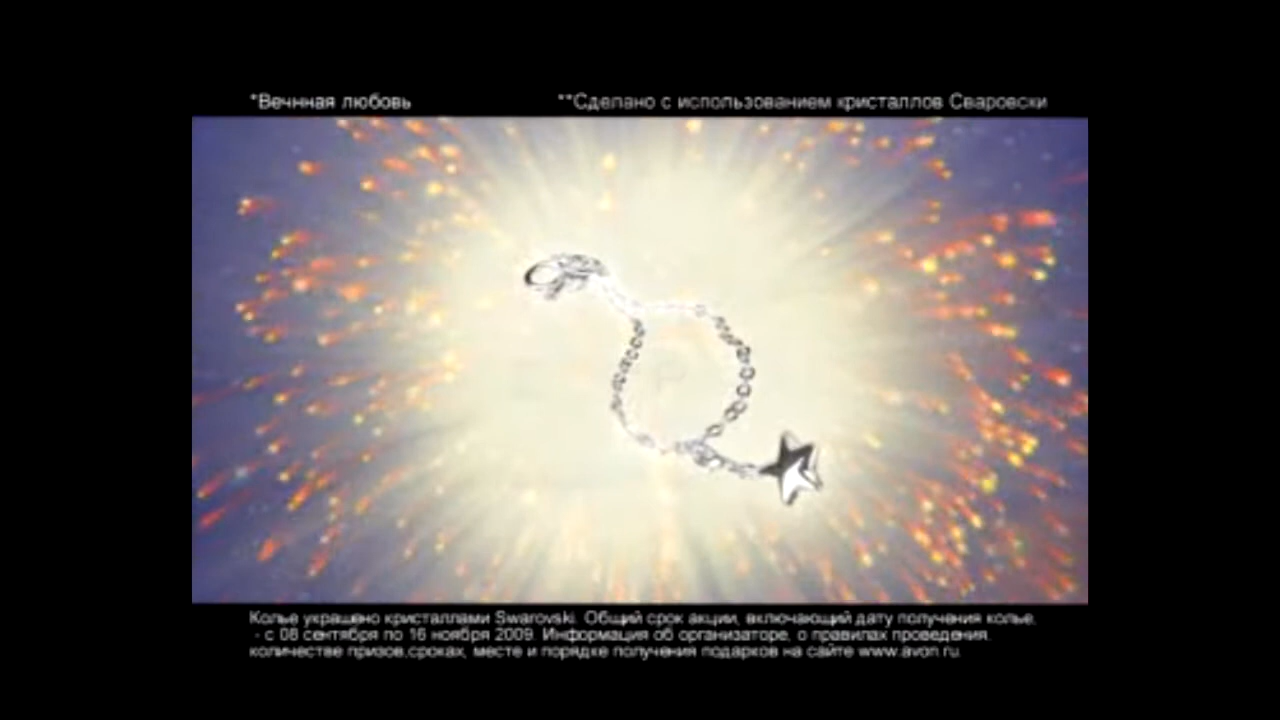 *Вечнная любовь
**Сделано с использованием кристаллов Сваровски
Колье украшено кристаллами Swarovski. Общий срок акции, включающий дату получения колье,
- с 08 сентября по 16 ноября 2009. Информация об организаторе, о правилах проведения,
количестве призов,сроках, месте и порядке получения подарков на сайте www.avon.ru.